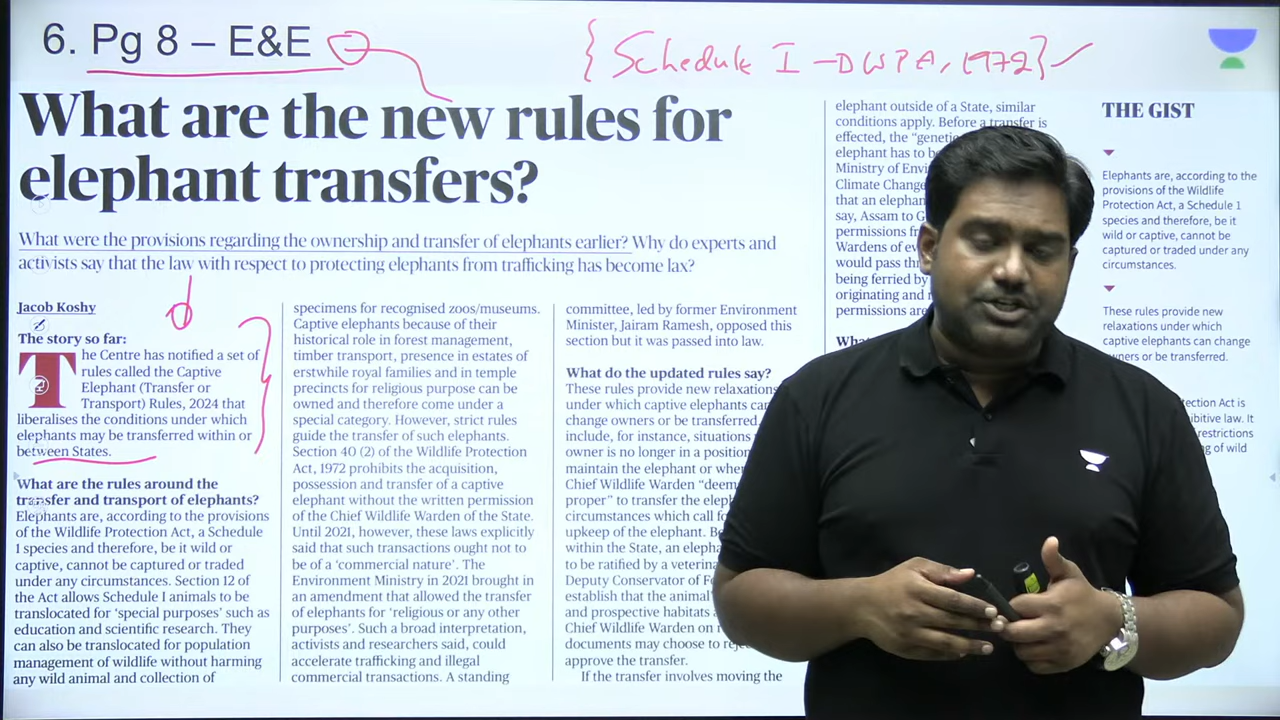 6. Pg 8 – E&E
{ Schedule I – WPA, 1972 }
What are the new rules for
elephant transfers?
What were the provisions regarding the ownership and transfer of elephants earlier? Why do experts and
activists say that the law with respect to protecting elephants from trafficking has become lax?
Jacob Koshy
The story so far:
The Centre has notified a set of
rules called the Captive
Elephant (Transfer or
Transport) Rules, 2024 that
liberalises the conditions under which
elephants may be transferred within or
between States.
What are the rules around the
transfer and transport of elephants?
Elephants are, according to the provisions
of the Wildlife Protection Act, a Schedule
1 species and therefore, be it wild or
captive, cannot be captured or traded
under any circumstances. Section 12 of
the Act allows Schedule I animals to be
translocated for ‘special purposes’ such as
education and scientific research. They
can also be translocated for population
management of wildlife without harming
any wild animal and collection of
specimens for recognised zoos/museums.
Captive elephants because of their
historical role in forest management,
timber transport, presence in estates of
erstwhile royal families and in temple
precincts for religious purpose can be
owned and therefore come under a
special category. However, strict rules
guide the transfer of such elephants.
Section 40 (2) of the Wildlife Protection
Act, 1972 prohibits the acquisition,
possession and transfer of a captive
elephant without the written permission
of the Chief Wildlife Warden of the State.
Until 2021, however, these laws explicitly
said that such transactions ought not to
be of a ‘commercial nature’. The
Environment Ministry in 2021 brought in
an amendment that allowed the transfer
of elephants for ‘religious or any other
purposes’. Such a broad interpretation,
activists and researchers said, could
accelerate trafficking and illegal
commercial transactions. A standing
committee, led by former Environment
Minister, Jairam Ramesh, opposed this
section but it was passed into law.
What do the updated rules say?
These rules provide new relaxations
under which captive elephants can
change owners or be transferred.
include, for instance, situations
owner is no longer in a position
maintain the elephant or where
Chief Wildlife Warden “deem
proper” to transfer the
circumstances which call fo
upkeep of the elephant.
within the State, an
to be ratified by a
Deputy Conservator of
establish that the animal’
and prospective habitats
Chief Wildlife Warden on
documents may choose to
approve the transfer.
If the transfer involves moving the
elephant outside of a State, similar
conditions apply. Before a transfer is
effected, the “genetic
elephant has to be
Ministry of Envi
Climate Change
that an elephan
say, Assam to G
permissions
Wardens of
would pass
being ferried by
originating and
permissions are
What
THE GIST
Elephants are, according to the
provisions of the Wildlife
Protection Act, a Schedule 1
species and therefore, be it
wild or captive, cannot be
captured or traded under any
circumstances.
These rules provide new
relaxations under which
captive elephants can change
owners or be transferred.
Act is
law. It
restrictions
of wild